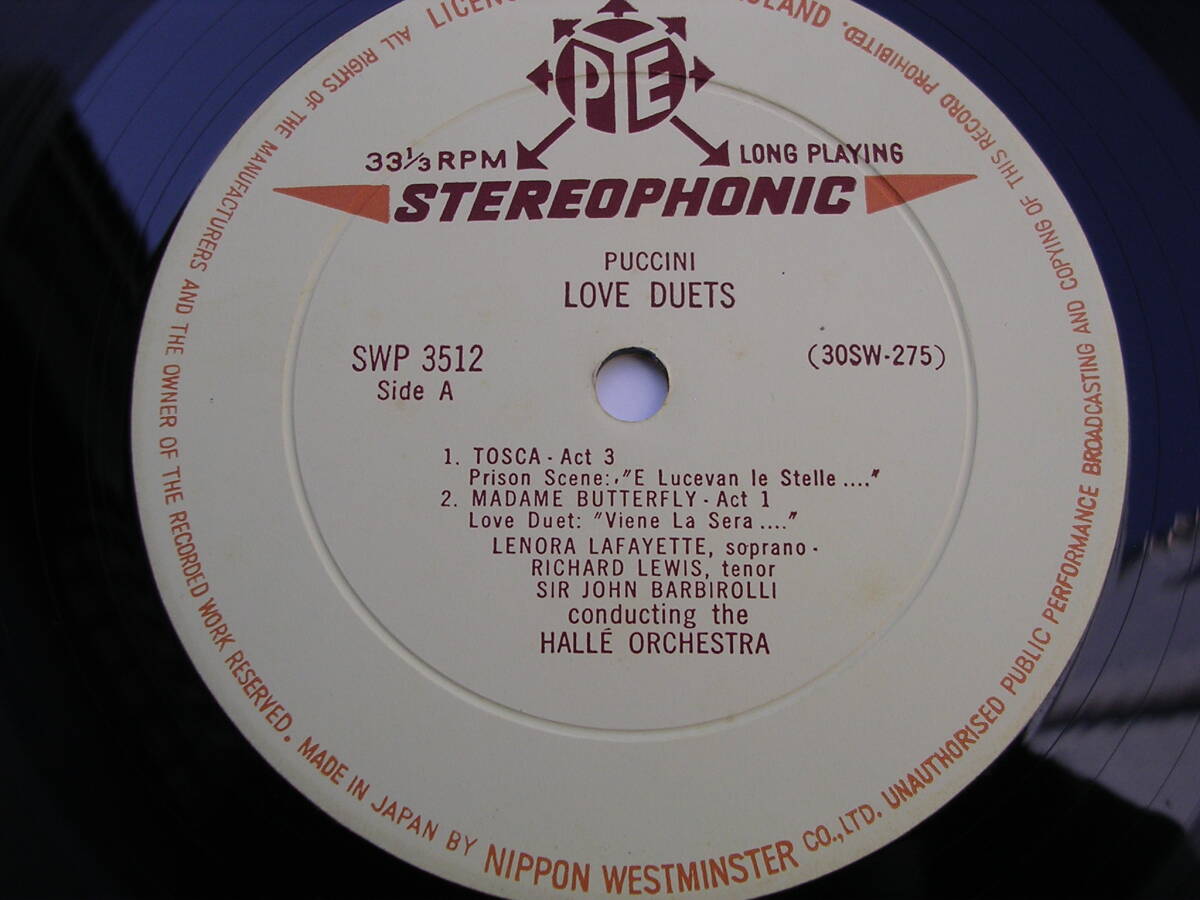 PYE
33⅓ RPM
LONG PLAYING
STEREOPHONIC
PUCCINI
LOVE DUETS
SWP 3512
Side A
(30SW-275)
1. TOSCA - Act 3
Prison Scene: "E Lucevan le Stelle ...."
2. MADAME BUTTERFLY - Act 1
Love Duet: "Viene La Sera ...."
LENORA LAFAYETTE, soprano -
RICHARD LEWIS, tenor
SIR JOHN BARBIROLLI
conducting the
HALLÉ ORCHESTRA
ALL RIGHTS OF THE MANUFACTURERS AND THE OWNER OF THE RECORDED WORK RESERVED. MADE IN JAPAN BY NIPPON WESTMINSTER CO., LTD. UNAUTHORISED PUBLIC PERFORMANCE BROADCASTING AND COPYING OF THIS RECORD PROHIBITED.